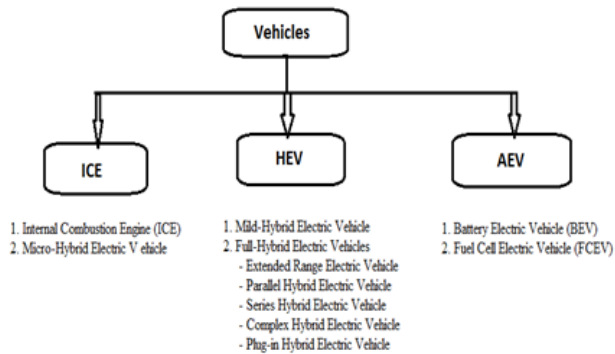 Vehicles
ICE
HEV
AEV
1. Internal Combustion Engine (ICE)
2. Micro-Hybrid Electric V ehicle
1. Mild-Hybrid Electric Vehicle
2. Full-Hybrid Electric Vehicles
- Extended Range Electric Vehicle
- Parallel Hybrid Electric Vehicle
- Series Hybrid Electric Vehicle
- Complex Hybrid Electric Vehicle
- Plug-in Hybrid Electric Vehicle
1. Battery Electric Vehicle (BEV)
2. Fuel Cell Electric Vehicle (FCEV)